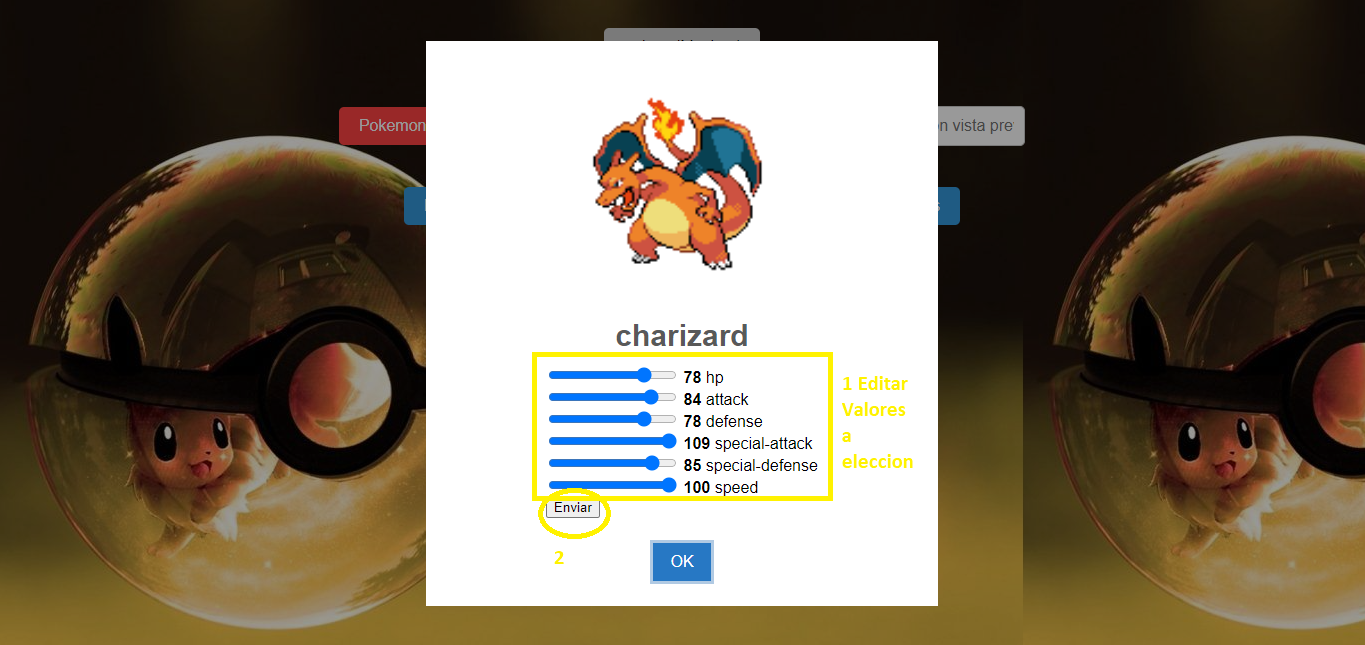 Pokemon
n vista pre
charizard
78 hp
84 attack
78 defense
109 special-attack
85 special-defense
100 speed
1 Editar
Valores
a
eleccion
Enviar
2
OK